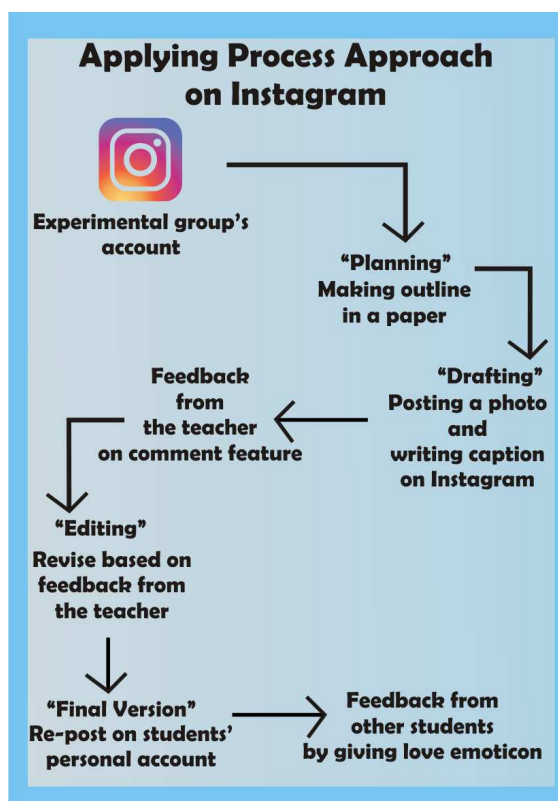 Applying Process Approach
on Instagram
Experimental group's
account
“Planning”
Making outline
in a paper
“Drafting”
Posting a photo
and
writing caption
on Instagram
Feedback
from
the teacher
on comment feature
“Editing”
Revise based on
feedback from
the teacher
“Final Version”
Re-post on students'
personal account
Feedback from
other students
by giving love emoticon